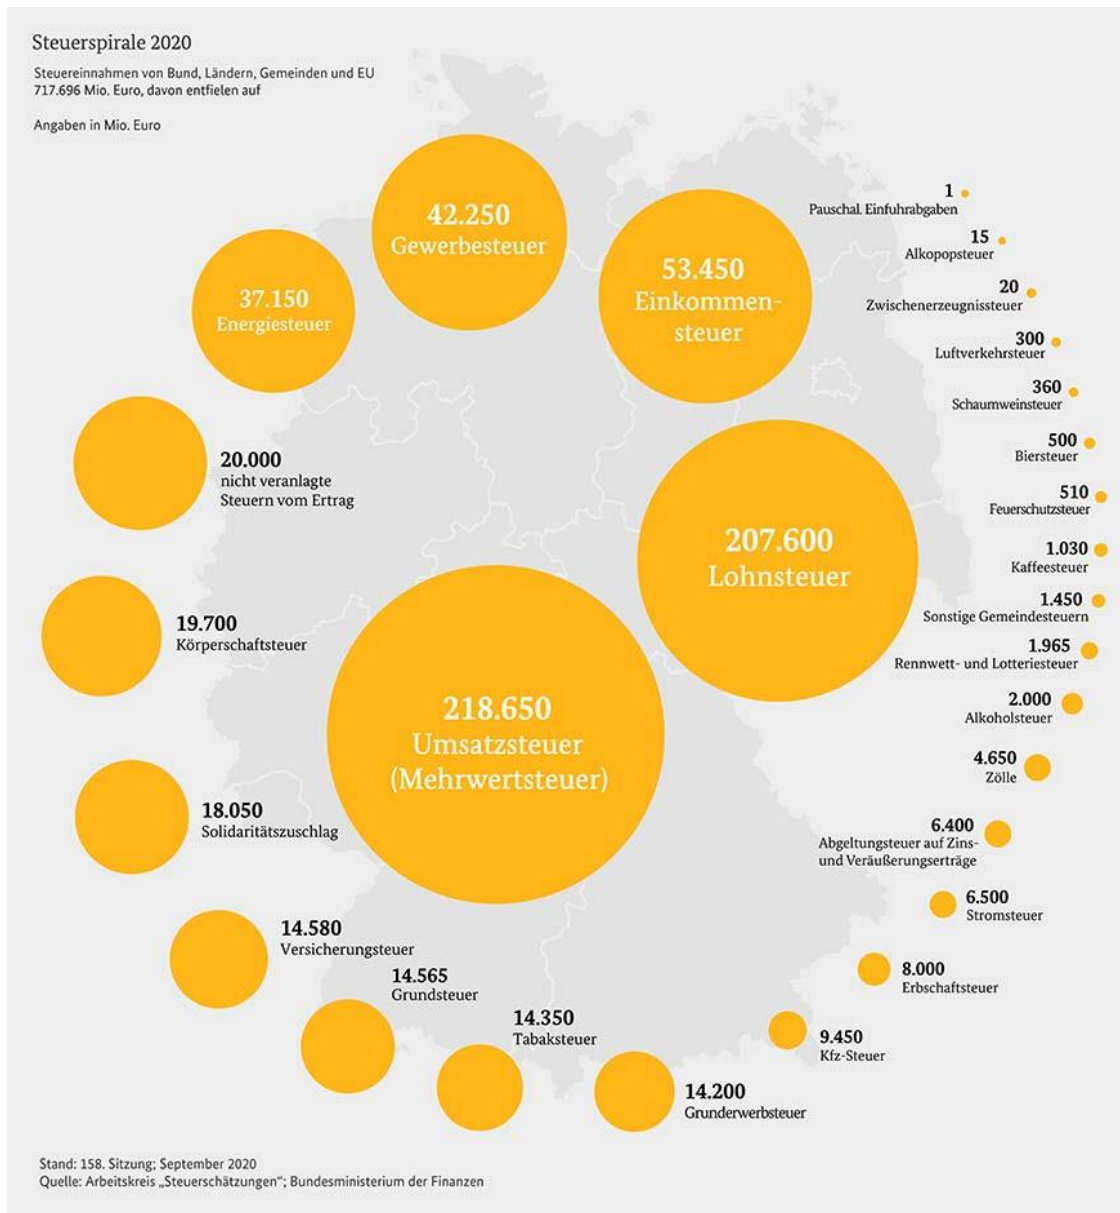 Steuerspirale 2020
Steuereinnahmen von Bund, Ländern, Gemeinden und EU
717.696 Mio. Euro, davon entfielen auf
Angaben in Mio. Euro
1
Pauschal. Einfuhrabgaben
15
Alkopopsteuer
20
Zwischenerzeugnissteuer
300
Luftverkehrsteuer
360
Schaumweinsteuer
500
Biersteuer
510
Feuerschutzsteuer
1.030
Kaffeesteuer
1.450
Sonstige Gemeindesteuern
1.965
Rennwett- und Lotteriesteuer
2.000
Alkoholsteuer
4.650
Zölle
6.400
Abgeltungsteuer auf Zins-
und Veräußerungserträge
6.500
Stromsteuer
8.000
Erbschaftsteuer
9.450
Kfz-Steuer
14.200
Grunderwerbsteuer
14.350
Tabaksteuer
14.565
Grundsteuer
14.580
Versicherungsteuer
18.050
Solidaritätszuschlag
19.700
Körperschaftsteuer
20.000
nicht veranlagte
Steuern vom Ertrag
37.150
Energiesteuer
42.250
Gewerbesteuer
53.450
Einkommen-
steuer
207.600
Lohnsteuer
218.650
Umsatzsteuer
(Mehrwertsteuer)
Stand: 158. Sitzung; September 2020
Quelle: Arbeitskreis „Steuerschätzungen“; Bundesministerium der Finanzen